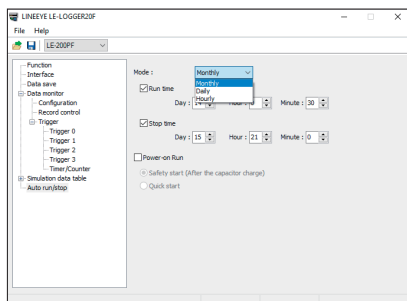 LINEEYE LE-LOGGER20F
File Help
LE-200PF
Function
Interface
Data save
Data monitor
Configuration
Record control
Trigger
Trigger 0
Trigger 1
Trigger 2
Trigger 3
Timer/Counter
Simulation data table
Auto run/stop
Mode : Monthly
Monthly
Daily
Hourly
Run time
Day : Minute : 30
Stop time
Day : 15 Hour : 21 Minute : 0
Power-on Run
Safety start (After the capacitor charge)
Quick start